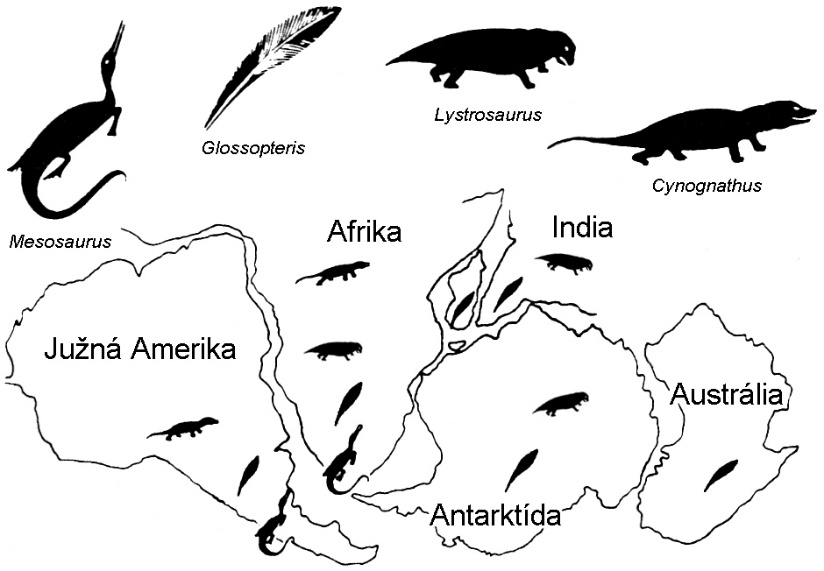 Lystrosaurus
Glossopteris
Cynognathus
Mesosaurus
Afrika
India
Južná Amerika
Austrália
Antarktída